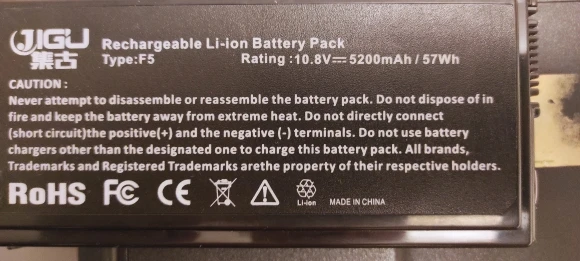 JIGU
集古
Rechargeable Li-ion Battery Pack
Type:F5 Rating:10.8V⎓5200mAh / 57Wh
CAUTION :
Never attempt to disassemble or reassemble the battery pack. Do not dispose of in
fire and keep the battery away from extreme heat. Do not directly connect
(short circuit)the positive(+) and the negative (-) terminals. Do not use battery
chargers other than the designated one to charge this battery pack. All brands,
Trademarks and Registered Trademarks arethe property of their respective holders.
RoHS FC CE Li-ion MADE IN CHINA